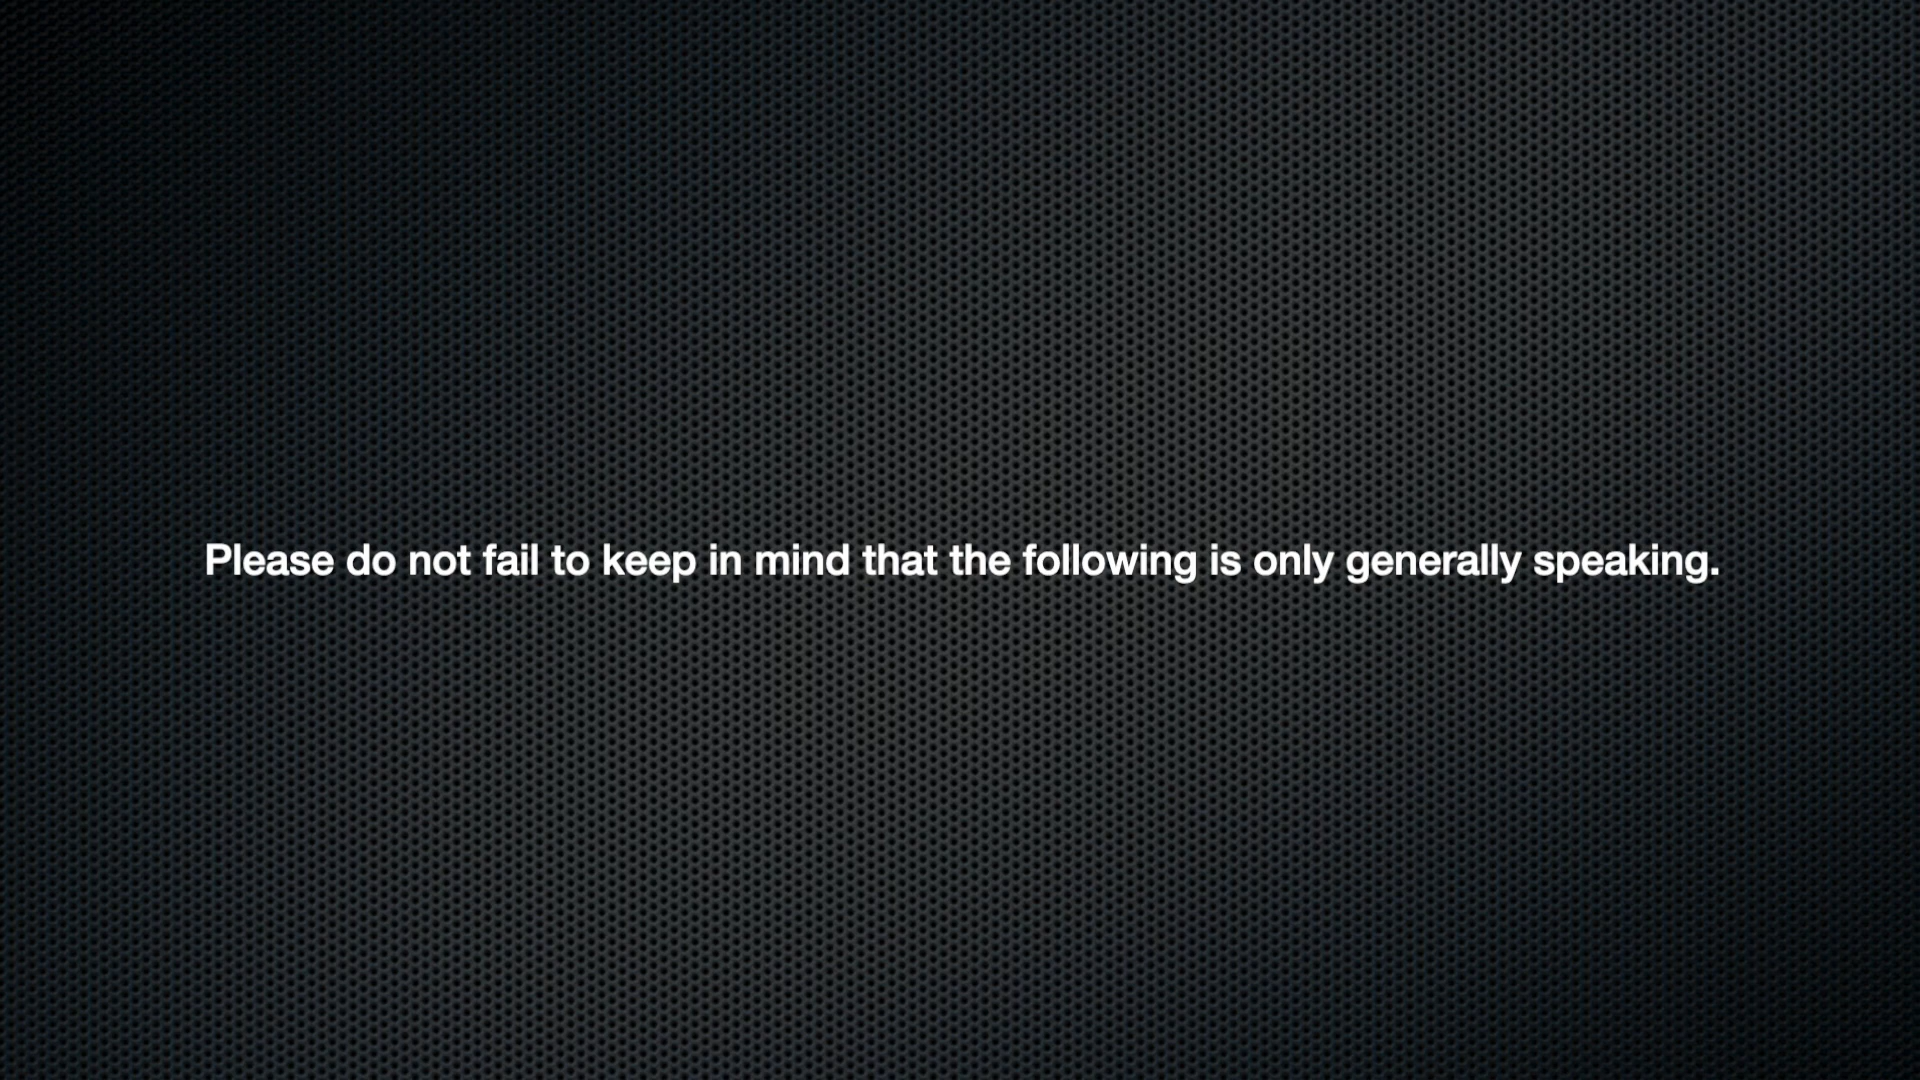 Please do not fail to keep in mind that the following is only generally speaking.